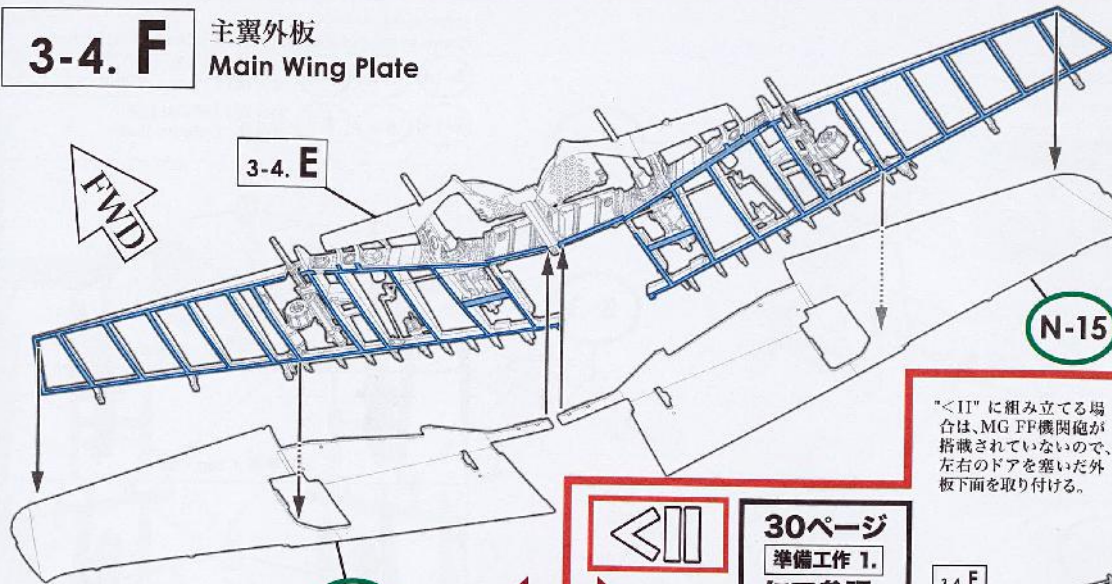 3-4. F
主翼外板
Main Wing Plate
3-4. E
FWD
N-15
"<II" に組み立てる場
合は、MG FF機関砲が
搭載されていないので、
左右のドアを塞いだ外
板下面を取り付ける。
<II
30ページ
準備工作 1.
3-4. F